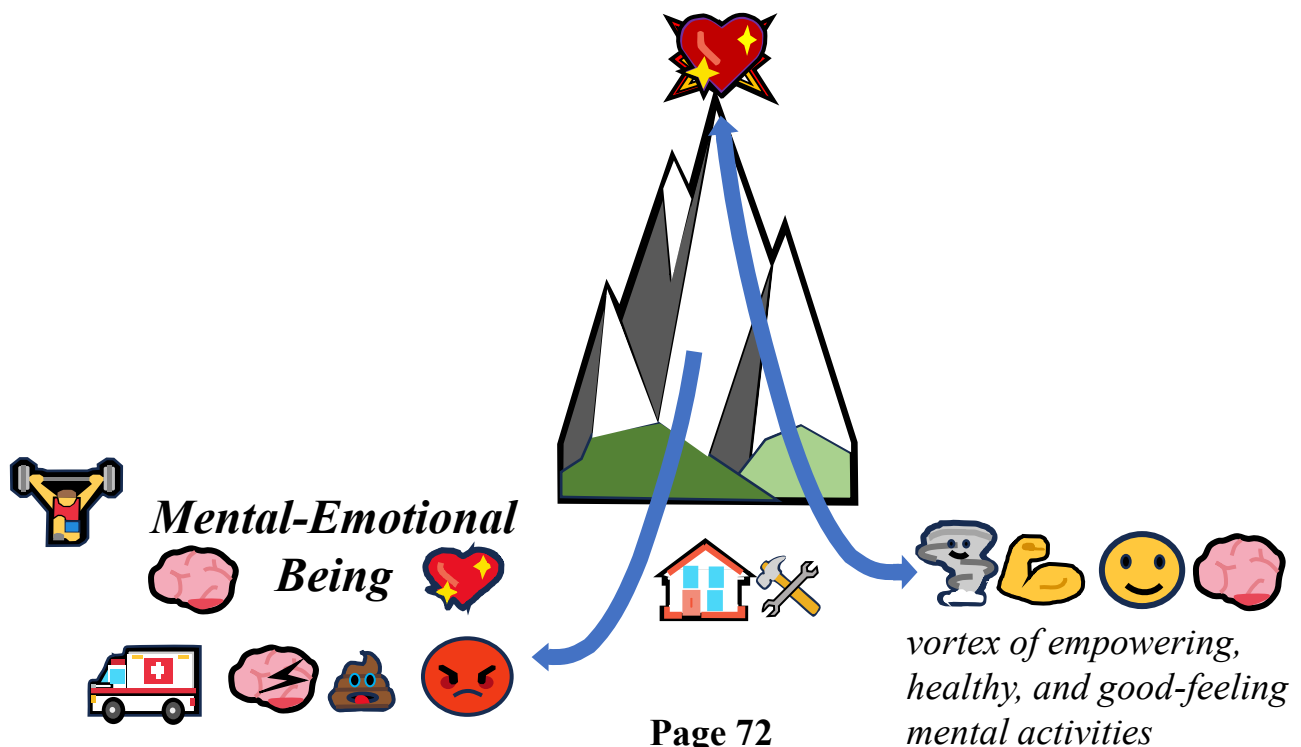 Mental-Emotional
Being
vortex of empowering,
healthy, and good-feeling
mental activities
Page 72